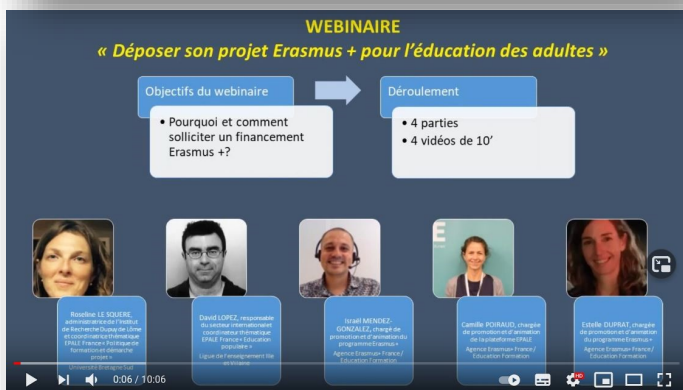 WEBINAIRE
« Déposer son projet Erasmus + pour l'éducation des adultes »
Objectifs du webinaire
• Pourquoi et comment
solliciter un financement
Erasmus +?
Déroulement
• 4 parties
• 4 vidéos de 10'
Roseline LE SQUERE,
administratrice de l'Institut
de Recherche Dupuy de Lôme
et coordinatrice thématique
EPALE France « Politique de
formation et démarche
projet »
Université Bretagne Sud
David LOPEZ, responsable
du secteur international et
coordinateur thématique
EPALE France « Education
populaire »
Ligue de l'enseignement Ile
Israël MENDEZ-
GONZALEZ, chargé de
promotion et d'animation du
programme Erasmus+
Agence Erasmus+ France /
Education Formation
Camille POIRAUD, chargée
de promotion et d'animation
de la plateforme EPALE
Agence Erasmus+ France /
Education Formation
Estelle DUPRAT, chargée
de promotion et d'animation
du programme Erasmus +
Agence Erasmus+ France /
Education Formation
E
0:06 / 10:06
HD